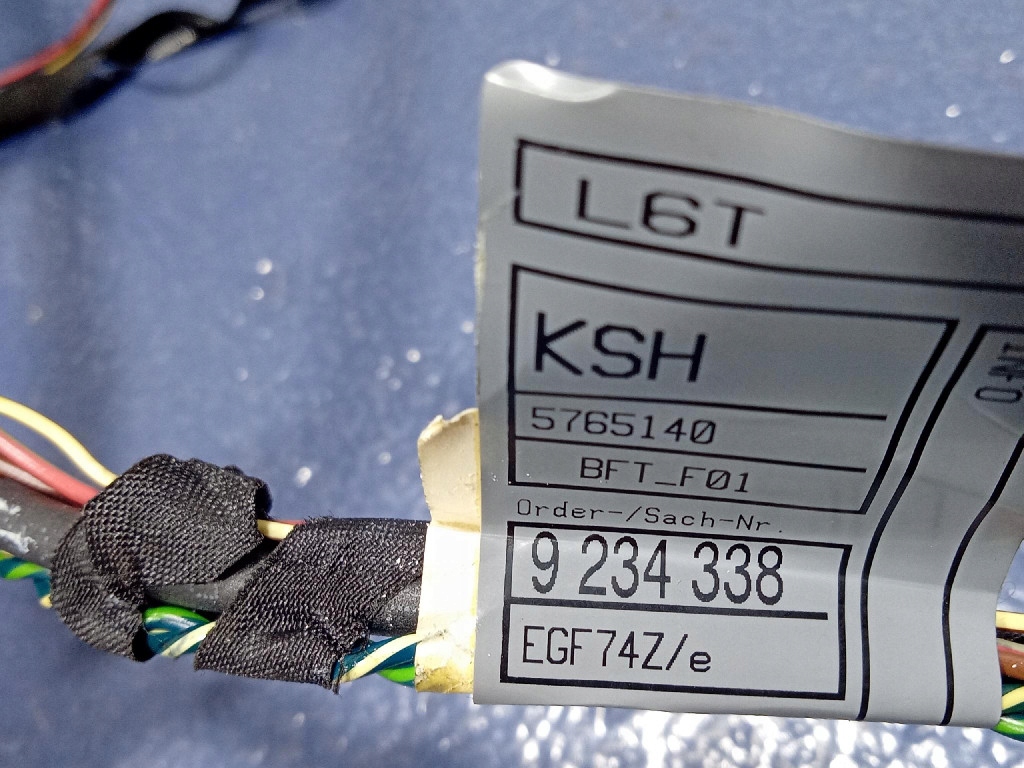 L6T
KSH
5765140
BFT_F01
Order-/Sach-Nr.
9 234 338
EGF74Z/e